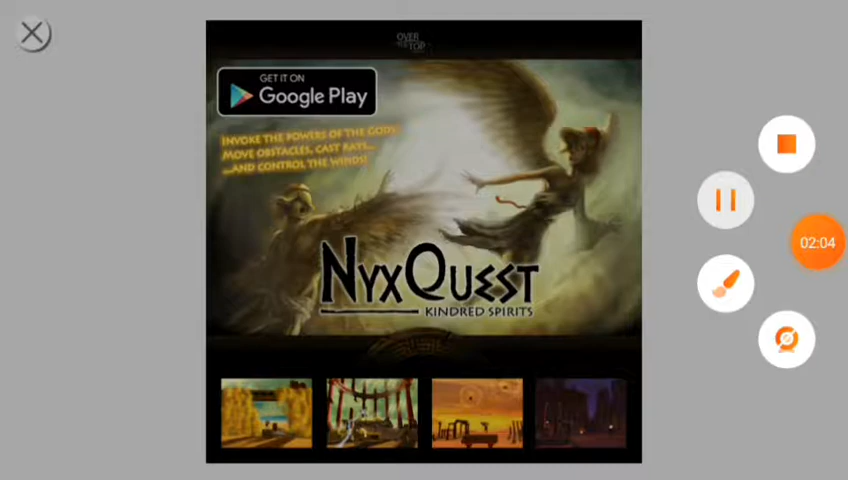 OVER
THE TOP
GET IT ON
Google Play
INVOKE THE POWERS OF THE GODS
MOVE OBSTACLES, CAST RAYS...
...AND CONTROL THE WINDS!
NYXQUEST
KINDRED SPIRITS
02:04